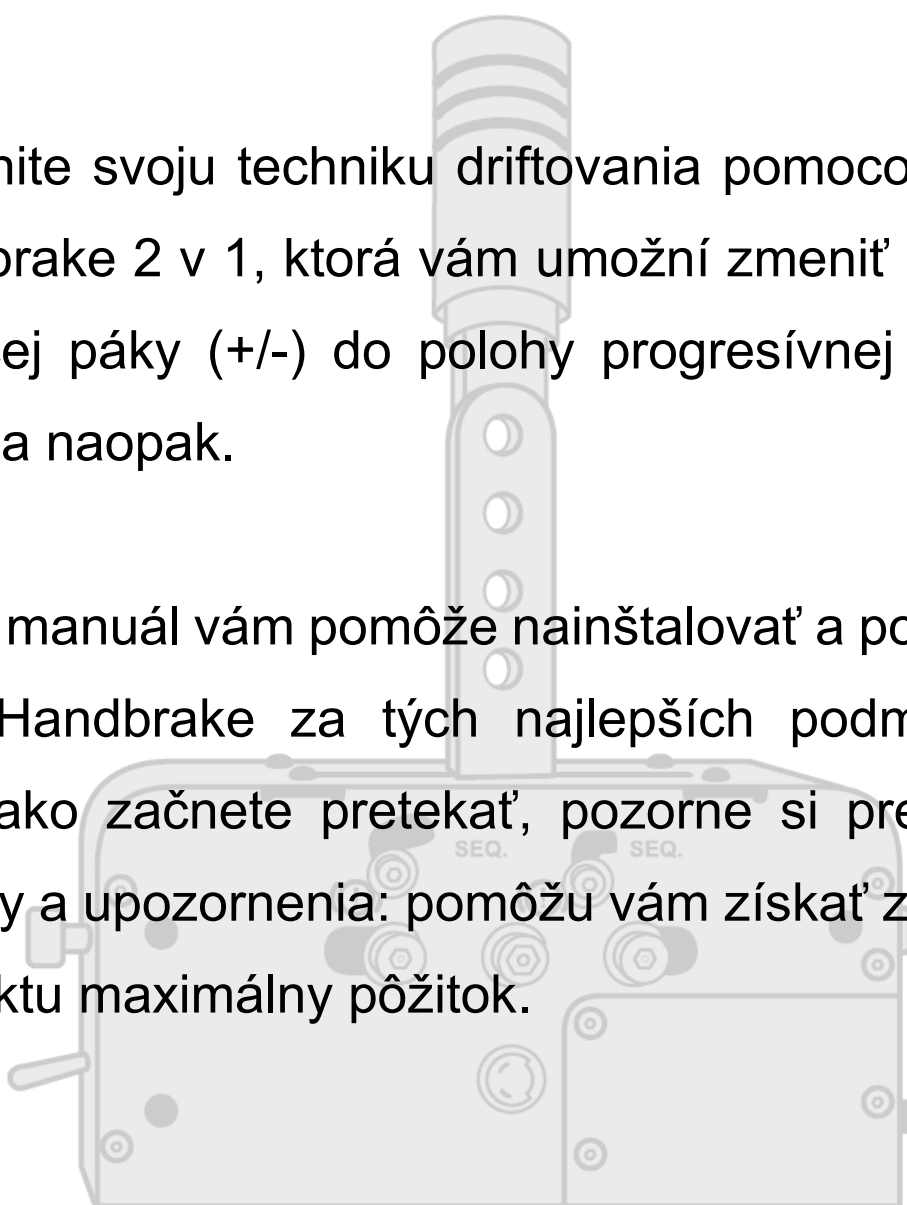 nite svoju techniku driftovania pomoco
brake 2 v 1, ktorá vám umožní zmeniť
ej páky (+/-) do polohy progresívnej
a naopak.
manuál vám pomôže nainštalovať a po
Handbrake za tých najlepších podm
ako začnete pretekať, pozorne si pre
SEQ. SEQ.
y a upozornenia: pomôžu vám získať z
ktu maximálny pôžitok.